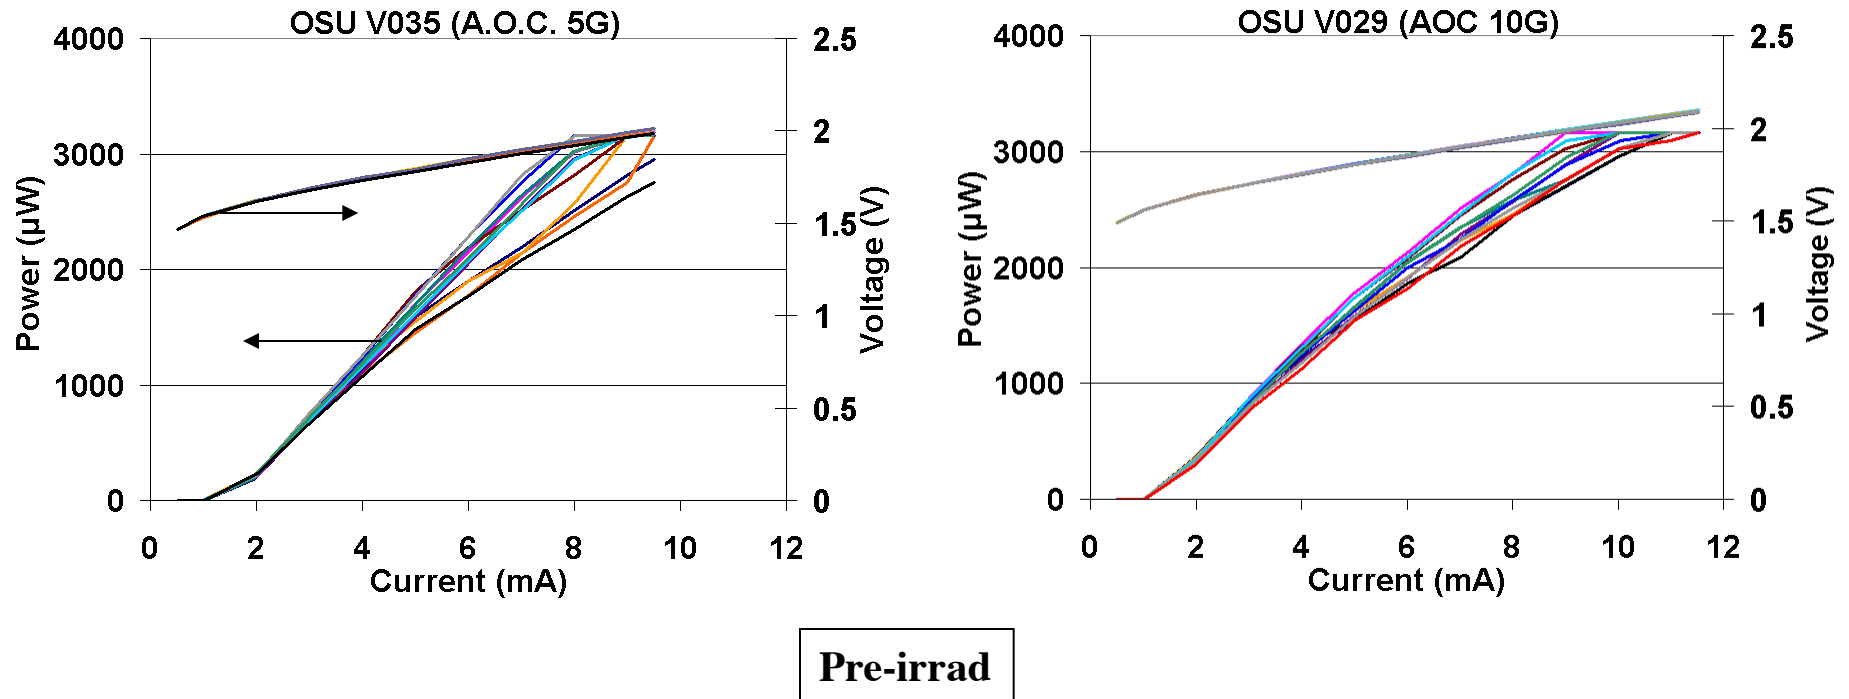 OSU V035 (A.O.C. 5G)
4000
3000
2000
1000
0
Power (µW)
2.5
2
1.5
1
0.5
0
Voltage (V)
0 2 4 6 8 10 12
Current (mA)
OSU V029 (AOC 10G)
4000
3000
2000
1000
0
Power (µW)
2.5
2
1.5
1
0.5
0
Voltage (V)
0 2 4 6 8 10 12
Current (mA)
Pre-irrad